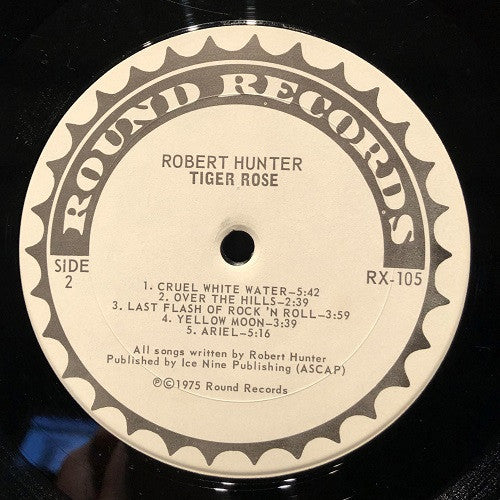 ROUND RECORDS
ROBERT HUNTER
TIGER ROSE
SiDE
2
RX-105
1. CRUEL WHITE WATER—5:42
2. OVER THE HILLS—2:39
3. LAST FLASH OF ROCK 'N ROLL—3:59
4. YELLOW MOON—3:39
5. ARIEL—5:16
All songs written by Robert Hunter
Published by Ice Nine Publishing (ASCAP)
℗©1975 Round Records